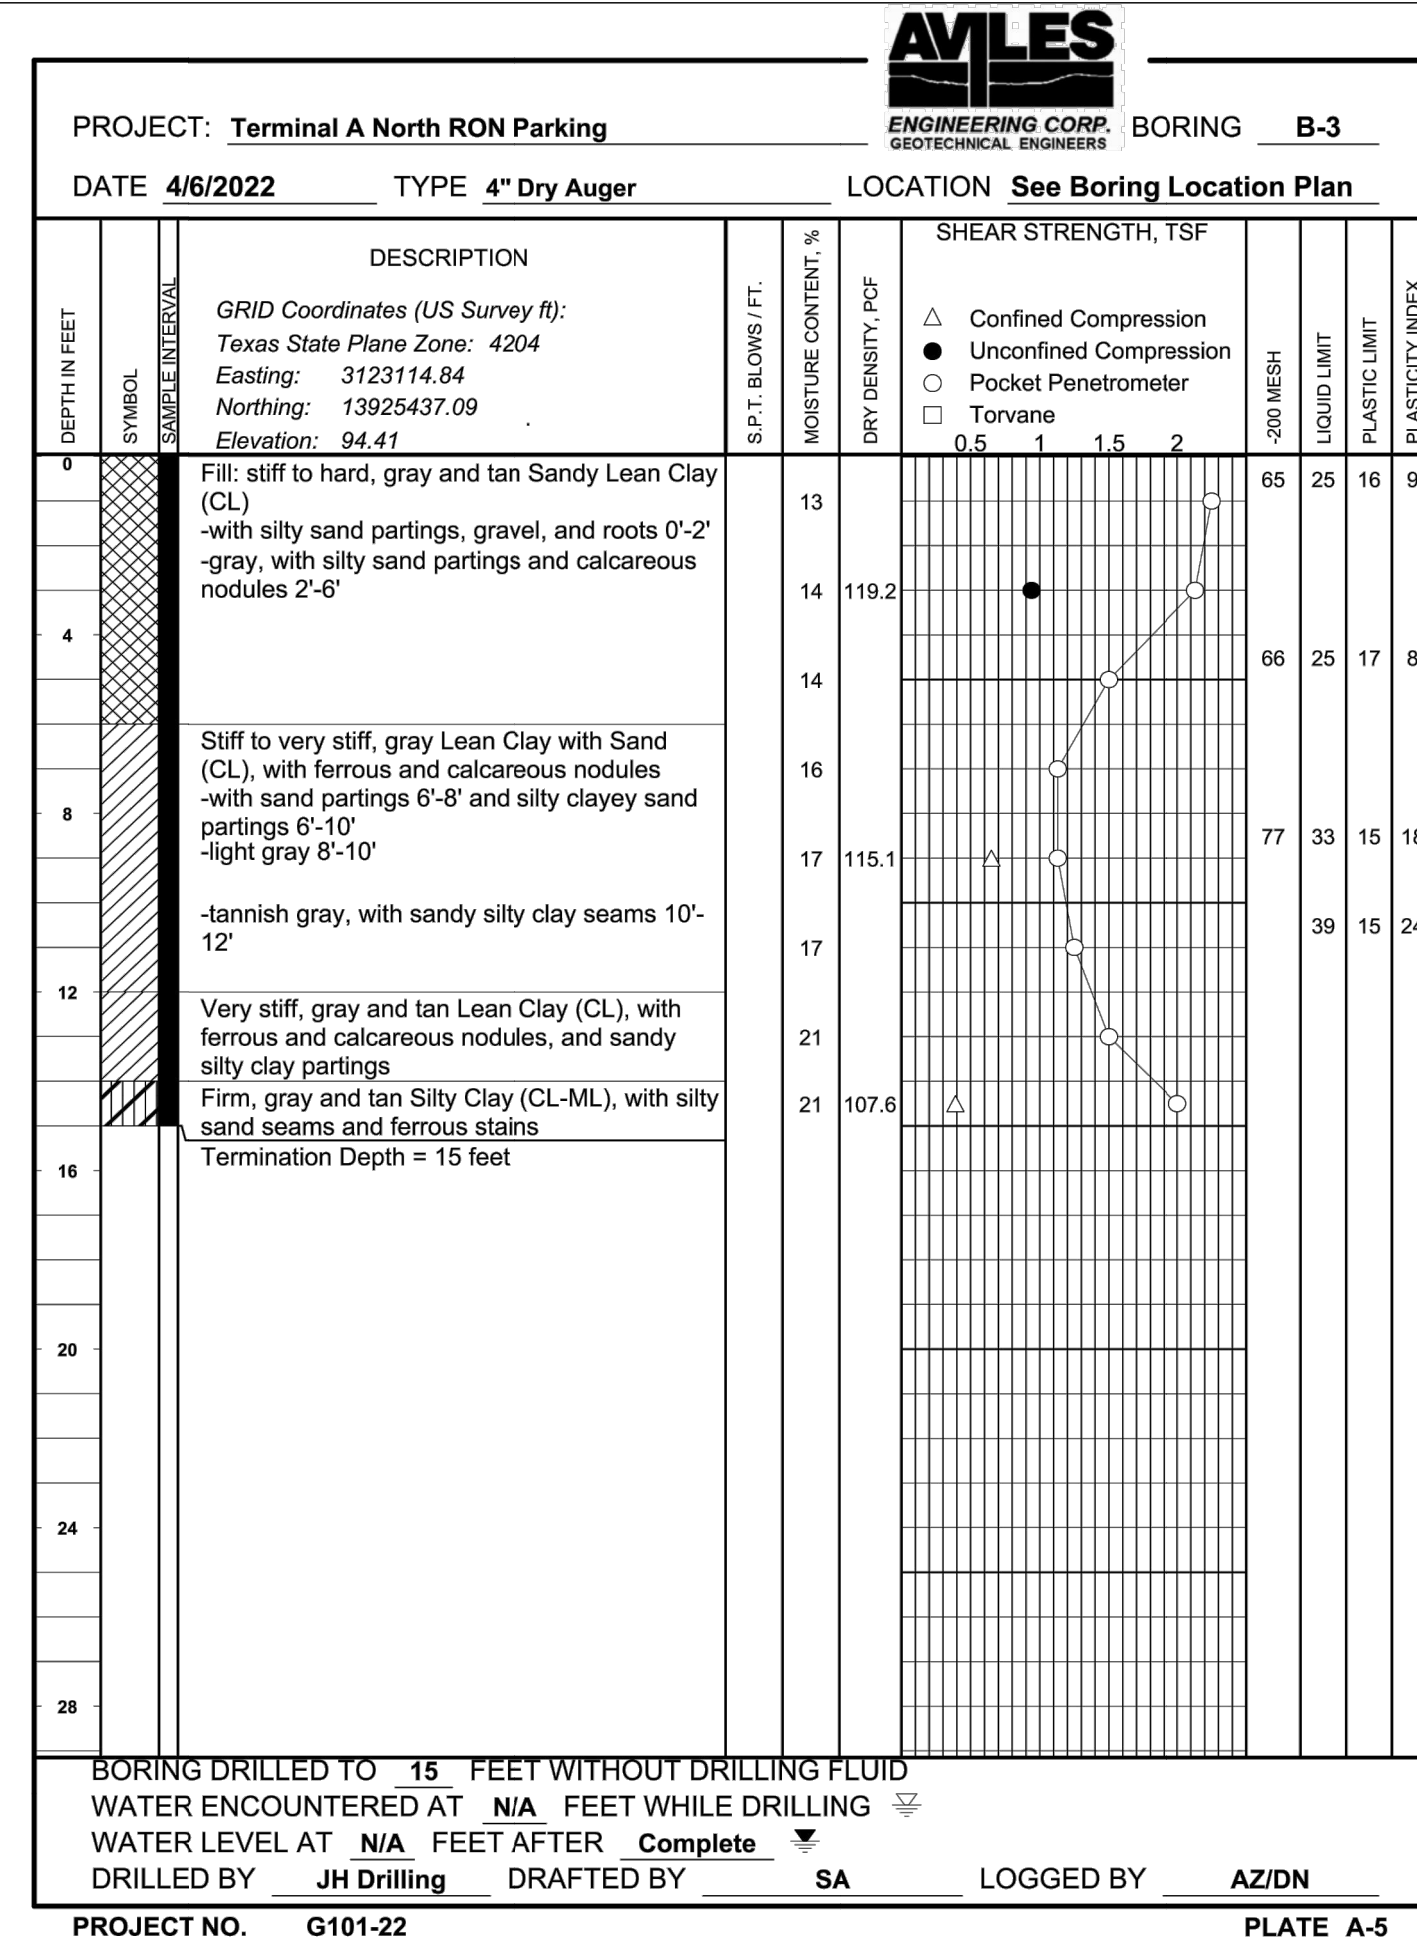 AVILES
ENGINEERING CORP.
GEOTECHNICAL ENGINEERS
PROJECT: Terminal A North RON Parking
BORING B-3
DATE 4/6/2022 TYPE 4" Dry Auger LOCATION See Boring Location Plan
DEPTH IN FEET
SYMBOL
SAMPLE INTERVAL
DESCRIPTION
GRID Coordinates (US Survey ft):
Texas State Plane Zone: 4204
Easting: 3123114.84
Northing: 13925437.09
Elevation: 94.41
S.P.T. BLOWS / FT.
MOISTURE CONTENT, %
DRY DENSITY, PCF
SHEAR STRENGTH, TSF
△ Confined Compression
● Unconfined Compression
○ Pocket Penetrometer
□ Torvane
0.5 1 1.5 2
-200 MESH
LIQUID LIMIT
PLASTIC LIMIT
PLASTICITY INDEX
0
Fill: stiff to hard, gray and tan Sandy Lean Clay
(CL)
-with silty sand partings, gravel, and roots 0'-2'
-gray, with silty sand partings and calcareous
nodules 2'-6'
65 25 16 9
13
14 119.2
4
66 25 17 8
14
Stiff to very stiff, gray Lean Clay with Sand
(CL), with ferrous and calcareous nodules
-with sand partings 6'-8' and silty clayey sand
partings 6'-10'
-light gray 8'-10'
16
8
77 33 15 18
17 115.1
-tannish gray, with sandy silty clay seams 10'-
12'
39 15 24
17
12
Very stiff, gray and tan Lean Clay (CL), with
ferrous and calcareous nodules, and sandy
silty clay partings
21
Firm, gray and tan Silty Clay (CL-ML), with silty
sand seams and ferrous stains
21 107.6
Termination Depth = 15 feet
16
20
24
28
BORING DRILLED TO 15 FEET WITHOUT DRILLING FLUID
WATER ENCOUNTERED AT N/A FEET WHILE DRILLING
WATER LEVEL AT N/A FEET AFTER Complete
DRILLED BY JH Drilling DRAFTED BY SA LOGGED BY AZ/DN
PROJECT NO. G101-22
PLATE A-5